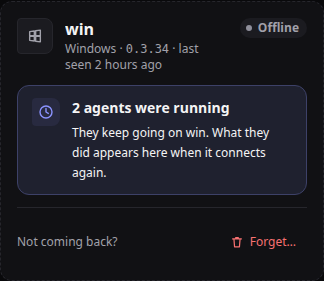 win
Offline
Windows · 0.3.34 · last
seen 2 hours ago
2 agents were running
They keep going on win. What they
did appears here when it connects
again.
Not coming back?
Forget...